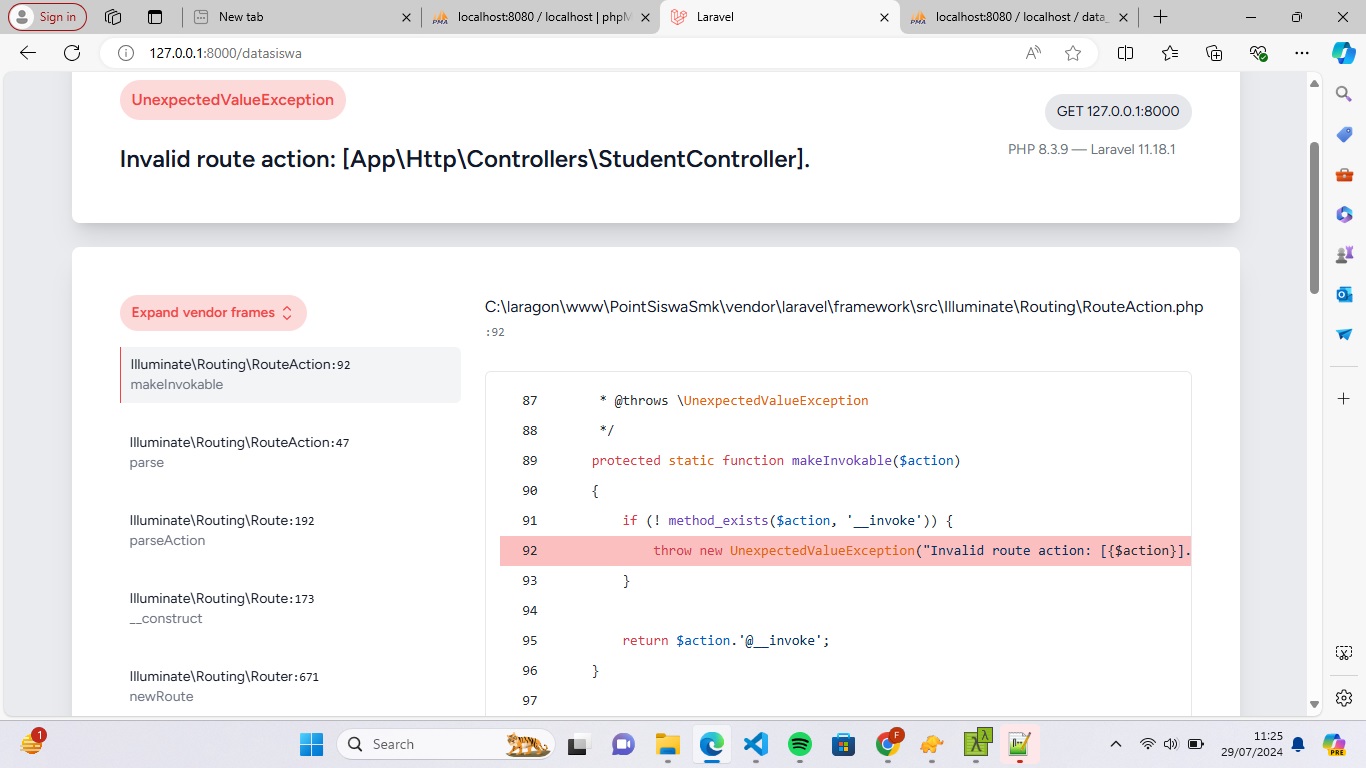 Sign in
New tab
localhost:8080 / localhost | phpM
Laravel
localhost:8080 / localhost / data_
127.0.0.1:8000/datasiswa
UnexpectedValueException
GET 127.0.0.1:8000
Invalid route action: [App\Http\Controllers\StudentController].
PHP 8.3.9 — Laravel 11.18.1
Expand vendor frames
C:\laragon\www\PointSiswaSmk\vendor\laravel\framework\src\Illuminate\Routing\RouteAction.php
:92
Illuminate\Routing\RouteAction:92
makeInvokable
Illuminate\Routing\RouteAction:47
parse
Illuminate\Routing\Route:192
parseAction
Illuminate\Routing\Route:173
__construct
Illuminate\Routing\Router:671
newRoute
87 * @throws \UnexpectedValueException
88 */
89 protected static function makeInvokable($action)
90 {
91 if (! method_exists($action, '__invoke')) {
92 throw new UnexpectedValueException("Invalid route action: [{$action}].
93 }
94
95 return $action.'@__invoke';
96 }
97
1
Search
F
PRE
11:25
29/07/2024